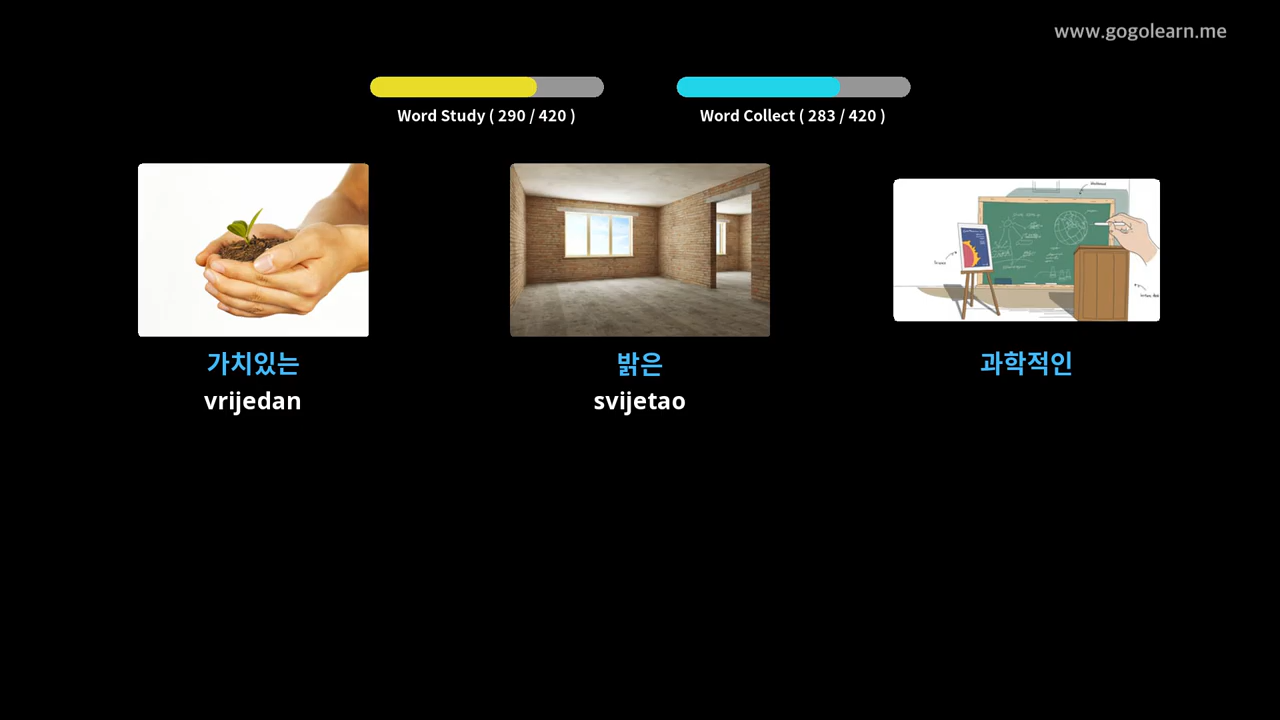 www.gogolearn.me
Word Study ( 290 / 420 )
Word Collect ( 283 / 420 )
가치있는
vrijedan
밝은
svijetao
과학적인